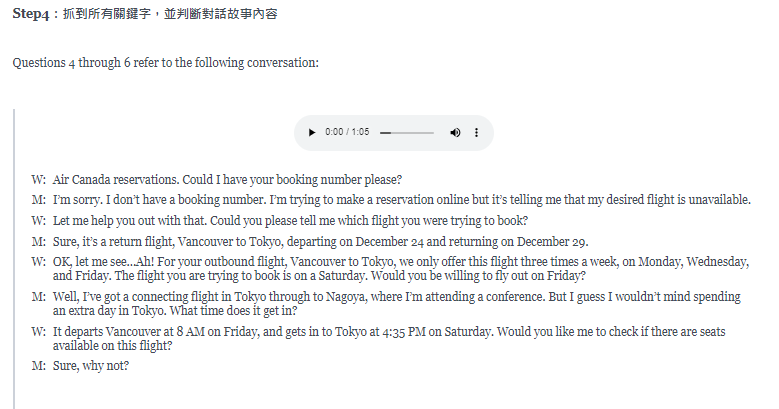 Step4：抓到所有關鍵字，並判斷對話故事內容
Questions 4 through 6 refer to the following conversation:
0:00 / 1:05
W: Air Canada reservations. Could I have your booking number please?
M: I'm sorry. I don't have a booking number. I'm trying to make a reservation online but it's telling me that my desired flight is unavailable.
W: Let me help you out with that. Could you please tell me which flight you were trying to book?
M: Sure, it's a return flight, Vancouver to Tokyo, departing on December 24 and returning on December 29.
W: OK, let me see...Ah! For your outbound flight, Vancouver to Tokyo, we only offer this flight three times a week, on Monday, Wednesday,
and Friday. The flight you are trying to book is on a Saturday. Would you be willing to fly out on Friday?
M: Well, I've got a connecting flight in Tokyo through to Nagoya, where I'm attending a conference. But I guess I wouldn't mind spending
an extra day in Tokyo. What time does it get in?
W: It departs Vancouver at 8 AM on Friday, and gets in to Tokyo at 4:35 PM on Saturday. Would you like me to check if there are seats
available on this flight?
M: Sure, why not?